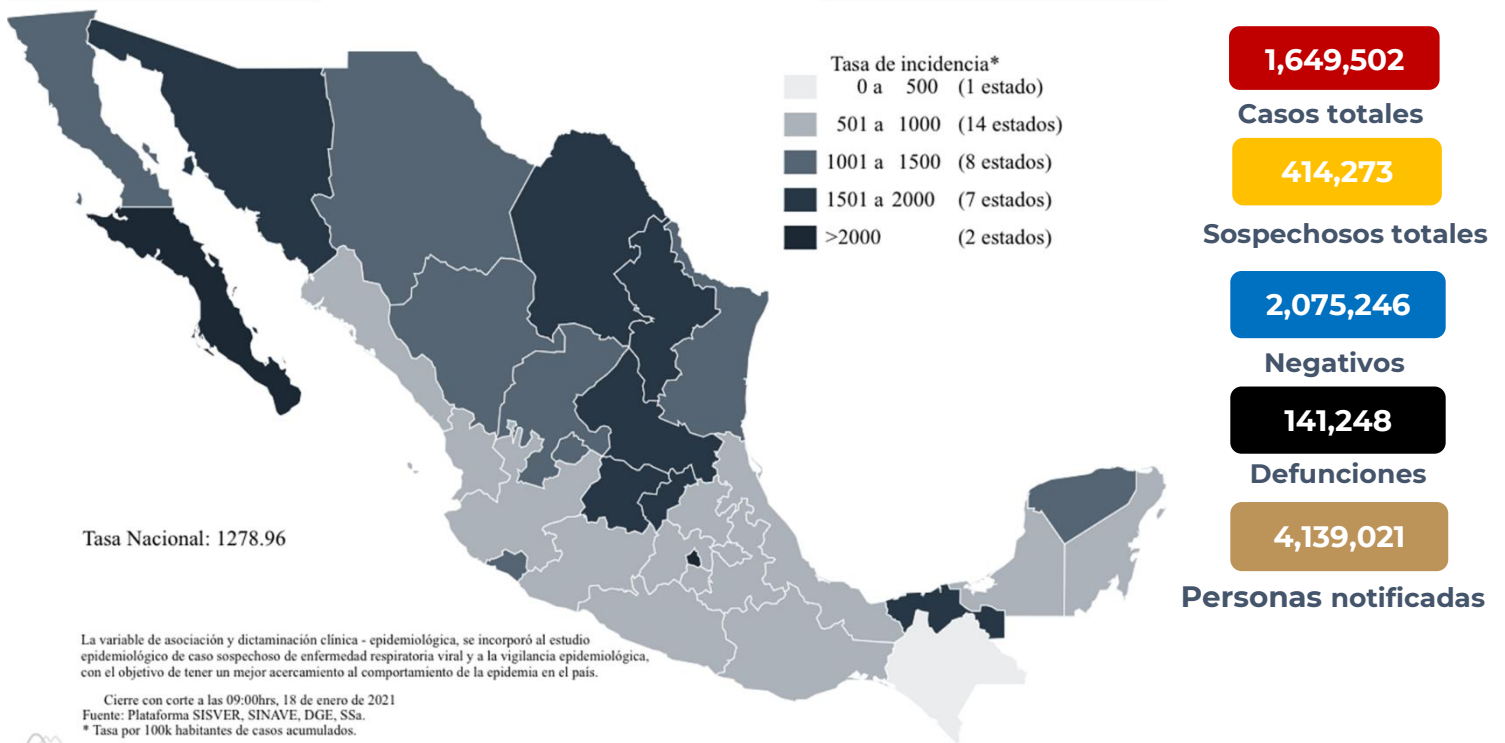 Tasa de incidencia*
0 a 500 (1 estado)
501 a 1000 (14 estados)
1001 a 1500 (8 estados)
1501 a 2000 (7 estados)
>2000 (2 estados)
Tasa Nacional: 1278.96
La variable de asociación y dictaminación clínica - epidemiológica, se incorporó al estudio
epidemiológico de caso sospechoso de enfermedad respiratoria viral y a la vigilancia epidemiológica,
con el objetivo de tener un mejor acercamiento al comportamiento de la epidemia en el país.
Cierre con corte a las 09:00hrs, 18 de enero de 2021
Fuente: Plataforma SISVER, SINAVE, DGE, SSa.
* Tasa por 100k habitantes de casos acumulados.
1,649,502
Casos totales
414,273
Sospechosos totales
2,075,246
Negativos
141,248
Defunciones
4,139,021
Personas notificadas